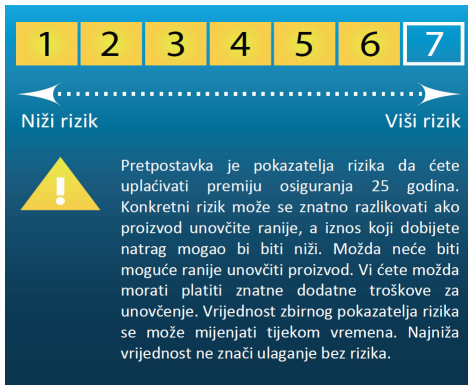 1 2 3 4 5 6 7
Niži rizik Viši rizik
Pretpostavka je pokazatelja rizika da ćete
uplaćivati premiju osiguranja 25 godina.
Konkretni rizik može se znatno razlikovati ako
proizvod unovčite ranije, a iznos koji dobijete
natrag mogao bi biti niži. Možda neće biti
moguće ranije unovčiti proizvod. Vi ćete možda
morati platiti znatne dodatne troškove za
unovčenje. Vrijednost zbirnog pokazatelja rizika
se može mijenjati tijekom vremena. Najniža
vrijednost ne znači ulaganje bez rizika.